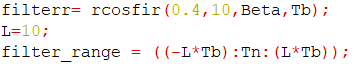 filterr= rcosfir(0.4,10,Beta,Tb);
L=10;
filter_range = ((-L*Tb):Tn:(L*Tb));